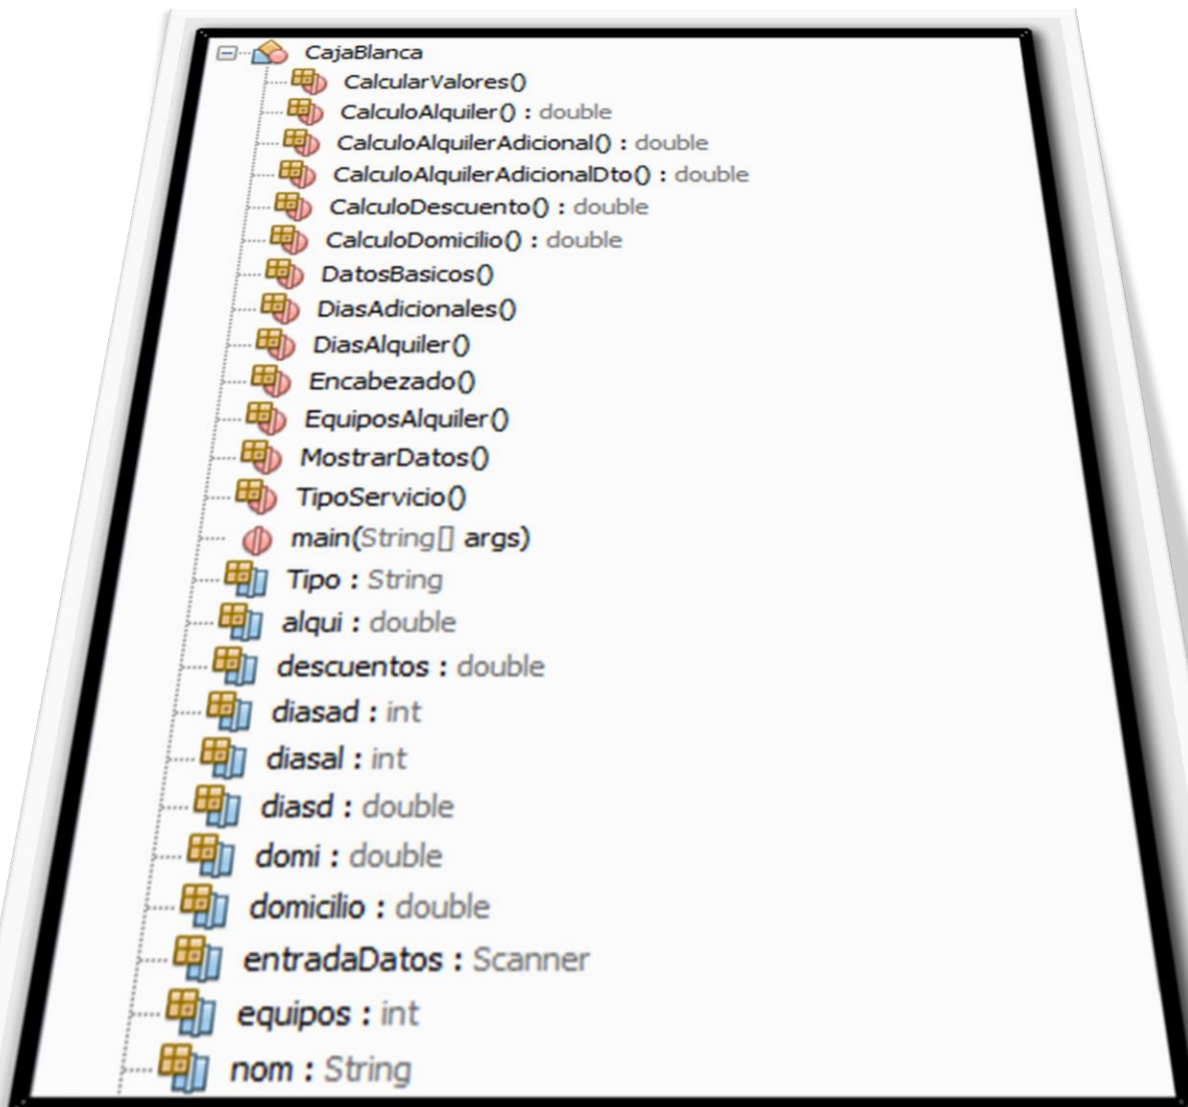 CajaBlanca
CalcularValores()
CalculoAlquiler() : double
CalculoAlquilerAdicional() : double
CalculoAlquilerAdicionalDto() : double
CalculoDescuento() : double
CalculoDomicilio() : double
DatosBasicos()
DiasAdicionales()
DiasAlquiler()
Encabezado()
EquiposAlquiler()
MostrarDatos()
TipoServicio()
main(String[] args)
Tipo : String
alqui : double
descuentos : double
diasad : int
diasal : int
diasd : double
domi : double
domicilio : double
entradaDatos : Scanner
equipos : int
nom : String